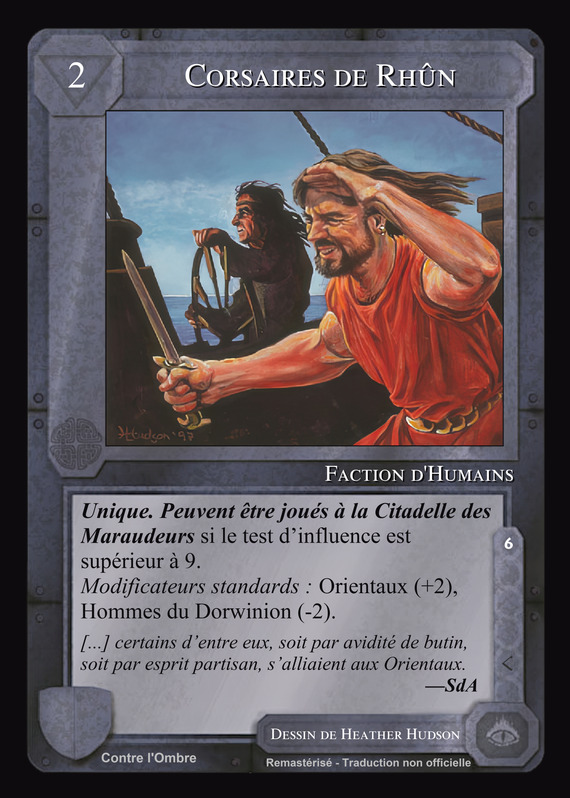 2
CORSAIRES DE RHÛN
Hudson '97
FACTION D'HUMAINS
Unique. Peuvent être joués à la Citadelle des
Maraudeurs si le test d'influence est
supérieur à 9.
Modificateurs standards : Orientaux (+2),
Hommes du Dorwinion (-2).
[...] certains d'entre eux, soit par avidité de butin,
soit par esprit partisan, s'alliaient aux Orientaux.
—SdA
6
DESSIN DE HEATHER HUDSON
Contre l'Ombre
Remastérisé - Traduction non officielle